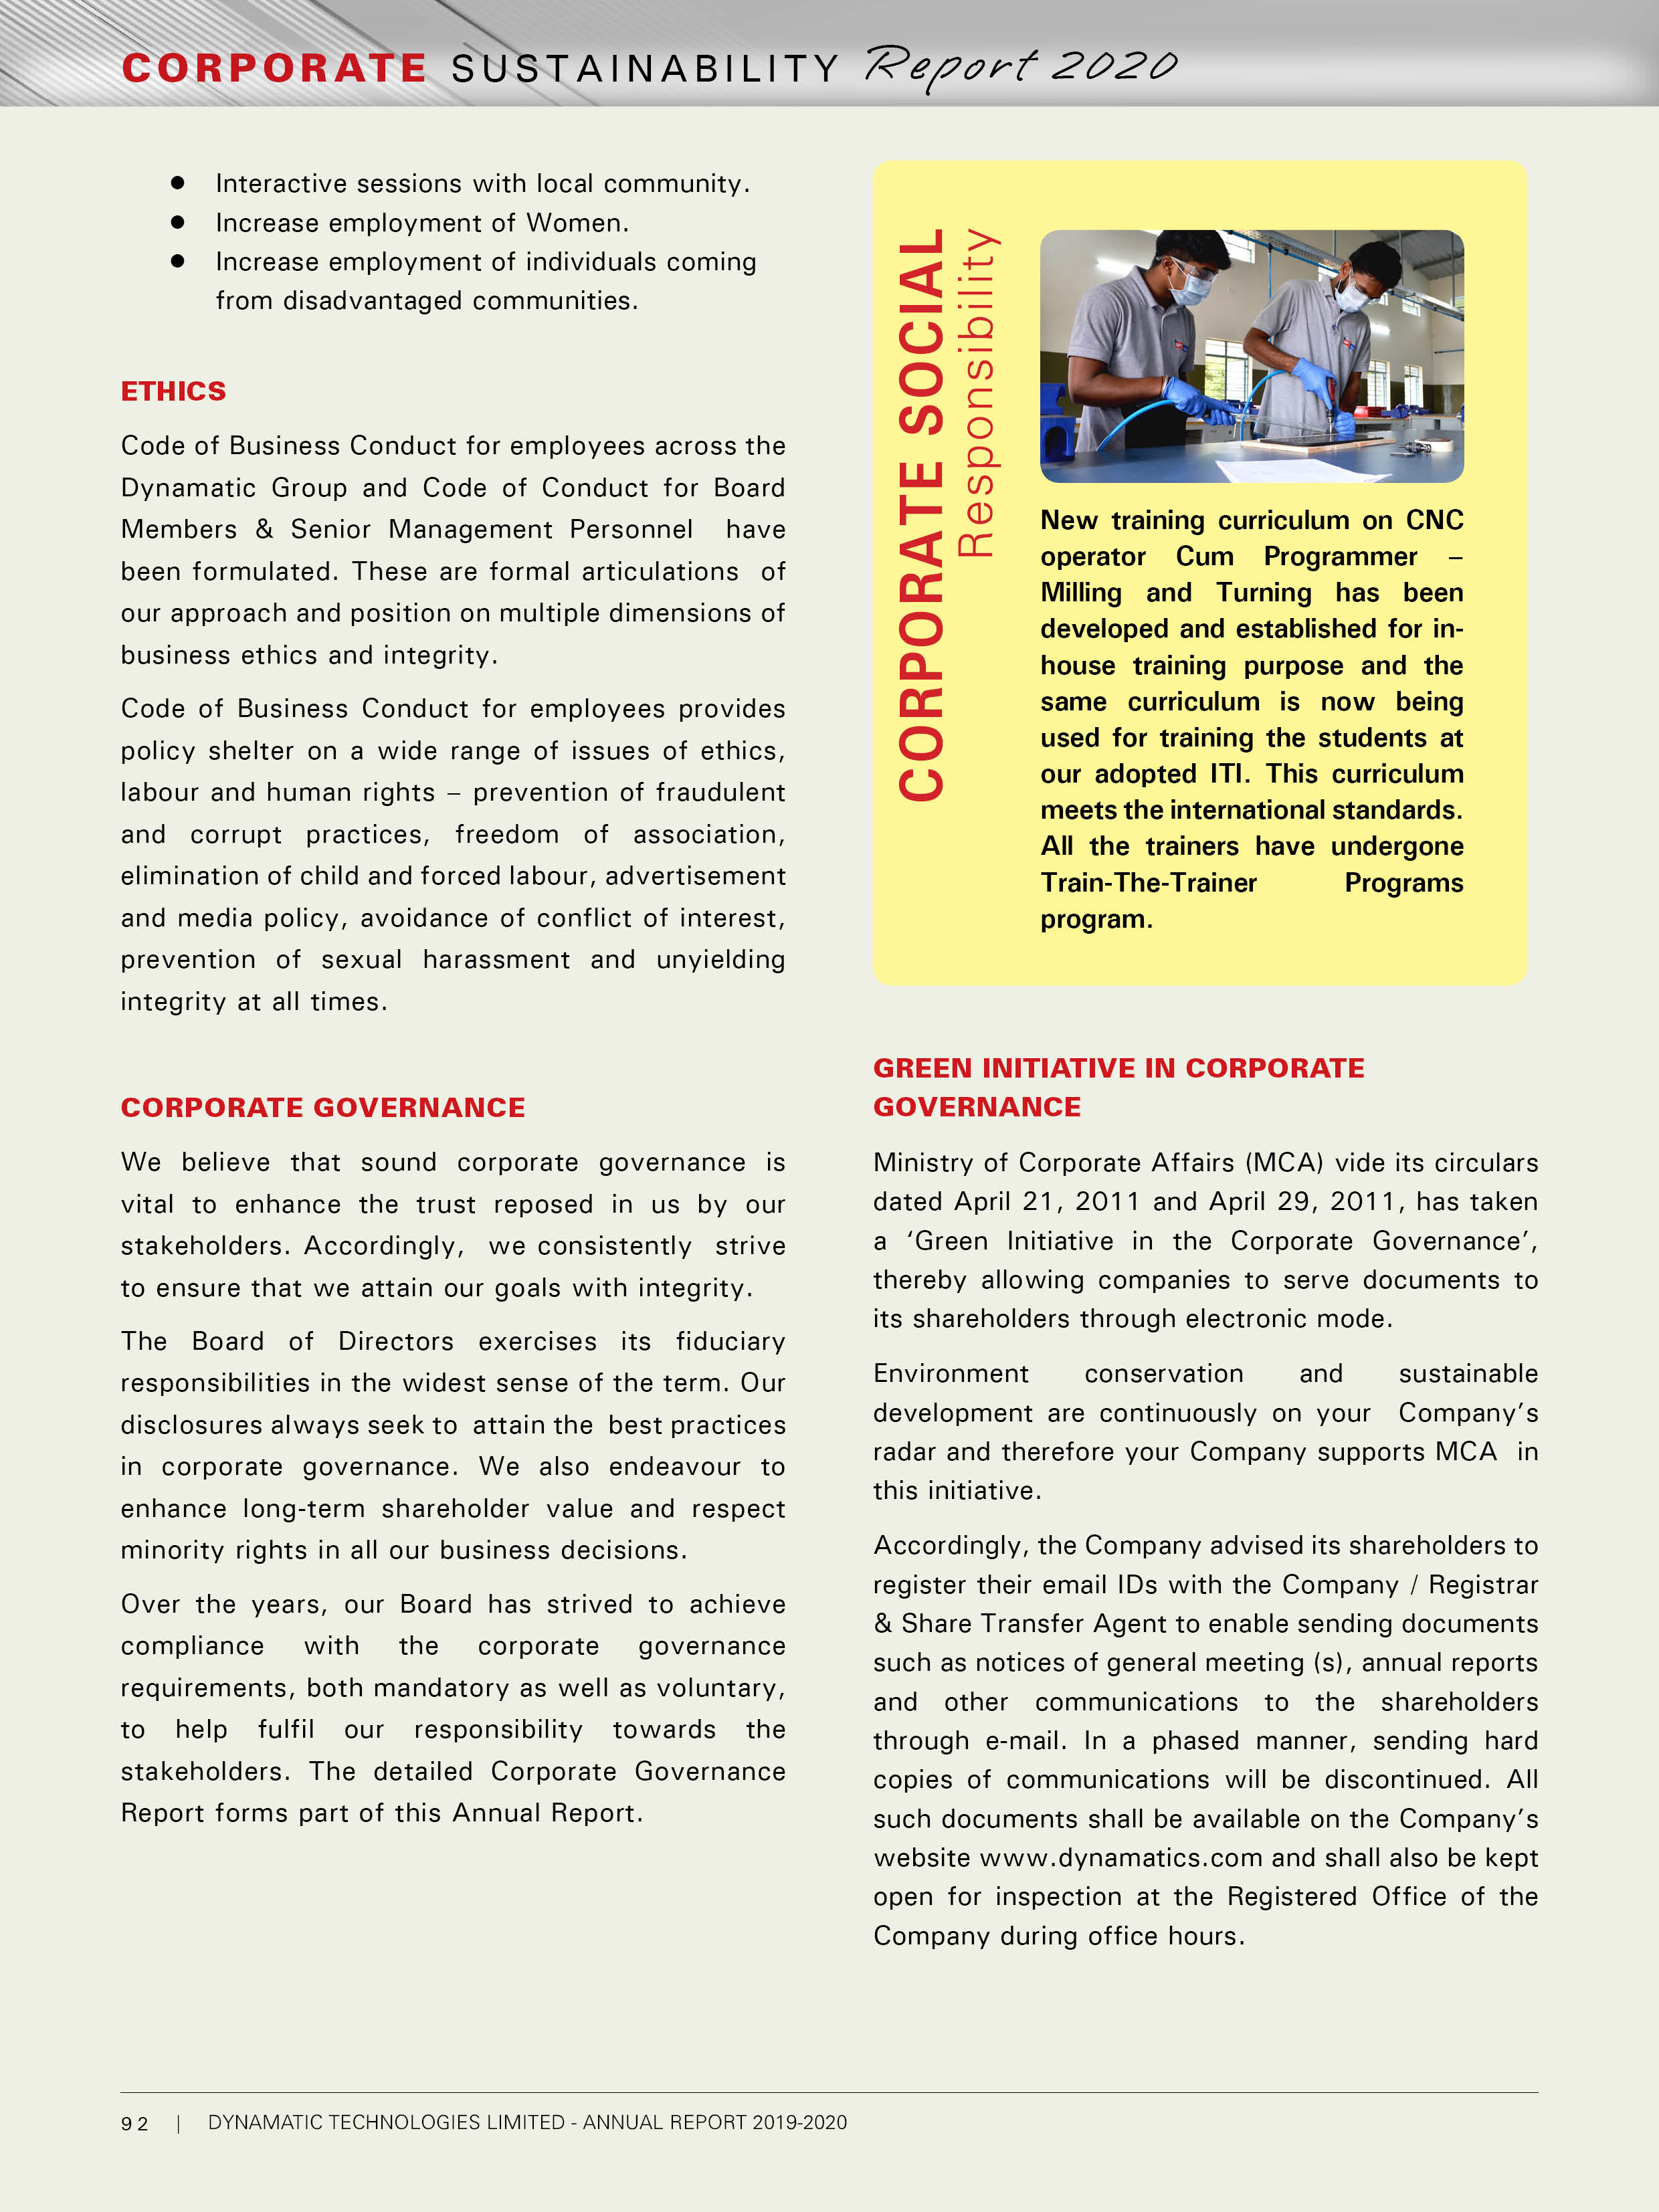 CORPORATE SUSTAINABILITY Report 2020
● Interactive sessions with local community.
● Increase employment of Women.
● Increase employment of individuals coming
from disadvantaged communities.
ETHICS
Code of Business Conduct for employees across the
Dynamatic Group and Code of Conduct for Board
Members & Senior Management Personnel have
been formulated. These are formal articulations of
our approach and position on multiple dimensions of
business ethics and integrity.
Code of Business Conduct for employees provides
policy shelter on a wide range of issues of ethics,
labour and human rights – prevention of fraudulent
and corrupt practices, freedom of association,
elimination of child and forced labour, advertisement
and media policy, avoidance of conflict of interest,
prevention of sexual harassment and unyielding
integrity at all times.
CORPORATE GOVERNANCE
We believe that sound corporate governance is
vital to enhance the trust reposed in us by our
stakeholders. Accordingly, we consistently strive
to ensure that we attain our goals with integrity.
The Board of Directors exercises its fiduciary
responsibilities in the widest sense of the term. Our
disclosures always seek to attain the best practices
in corporate governance. We also endeavour to
enhance long-term shareholder value and respect
minority rights in all our business decisions.
Over the years, our Board has strived to achieve
compliance with the corporate governance
requirements, both mandatory as well as voluntary,
to help fulfil our responsibility towards the
stakeholders. The detailed Corporate Governance
Report forms part of this Annual Report.
CORPORATE SOCIAL
Responsibility
New training curriculum on CNC
operator Cum Programmer –
Milling and Turning has been
developed and established for in-
house training purpose and the
same curriculum is now being
used for training the students at
our adopted ITI. This curriculum
meets the international standards.
All the trainers have undergone
Train-The-Trainer Programs
program.
GREEN INITIATIVE IN CORPORATE
GOVERNANCE
Ministry of Corporate Affairs (MCA) vide its circulars
dated April 21, 2011 and April 29, 2011, has taken
a ‘Green Initiative in the Corporate Governance’,
thereby allowing companies to serve documents to
its shareholders through electronic mode.
Environment conservation and sustainable
development are continuously on your Company’s
radar and therefore your Company supports MCA in
this initiative.
Accordingly, the Company advised its shareholders to
register their email IDs with the Company / Registrar
& Share Transfer Agent to enable sending documents
such as notices of general meeting (s), annual reports
and other communications to the shareholders
through e-mail. In a phased manner, sending hard
copies of communications will be discontinued. All
such documents shall be available on the Company’s
website www.dynamatics.com and shall also be kept
open for inspection at the Registered Office of the
Company during office hours.
92 | DYNAMATIC TECHNOLOGIES LIMITED - ANNUAL REPORT 2019-2020